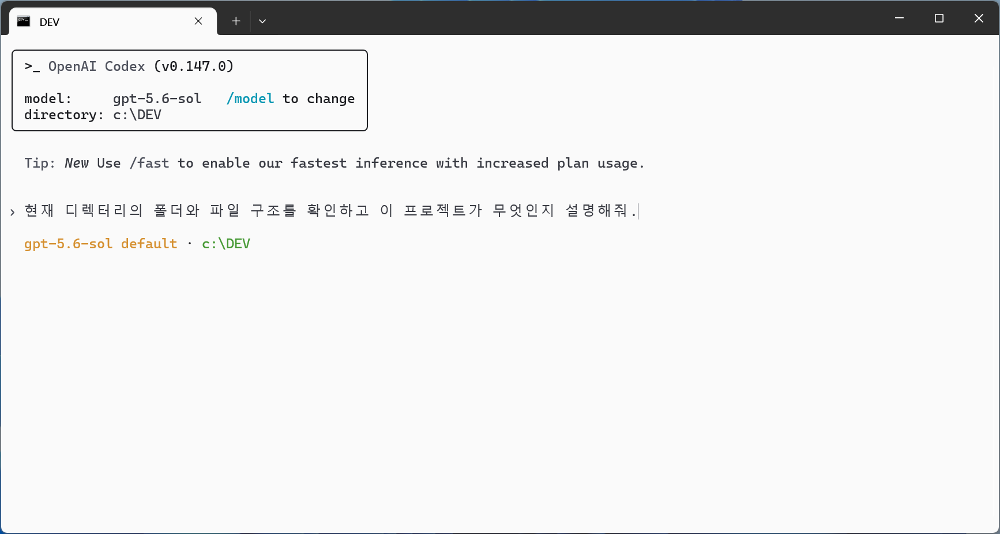 DEV
>_ OpenAI Codex (v0.147.0)
model: gpt-5.6-sol /model to change
directory: c:\DEV
Tip: New Use /fast to enable our fastest inference with increased plan usage.
› 현재 디렉터리의 폴더와 파일 구조를 확인하고 이 프로젝트가 무엇인지 설명해줘.
gpt-5.6-sol default · c:\DEV